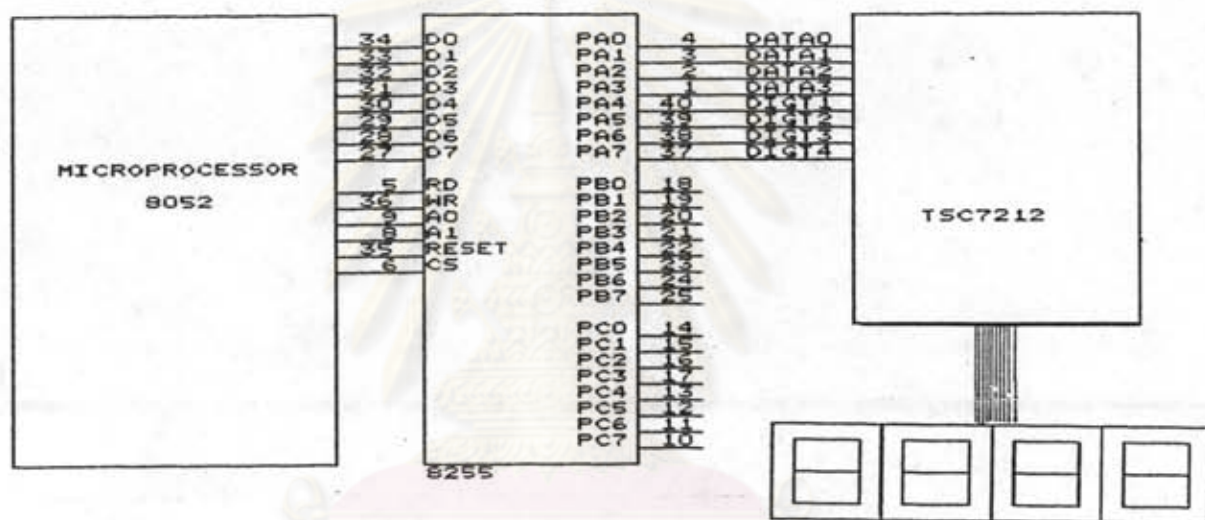 34 D0 PA0 4 DATA0
33 D1 PA1 3 DATA1
32 D2 PA2 2 DATA2
31 D3 PA3 1 DATA3
30 D4 PA4 40 DIGT1
29 D5 PA5 39 DIGT2
28 D6 PA6 38 DIGT3
27 D7 PA7 37 DIGT4
MICROPROCESSOR
8052
5 RD PB0 18
36 WR PB1 19
9 A0 PB2 20
8 A1 PB3 21
35 RESET PB4 22
6 CS PB5 23
PB6 24
PB7 25
TSC7212
PC0 14
PC1 15
PC2 16
PC3 17
PC4 13
PC5 12
PC6 11
PC7 10
8255